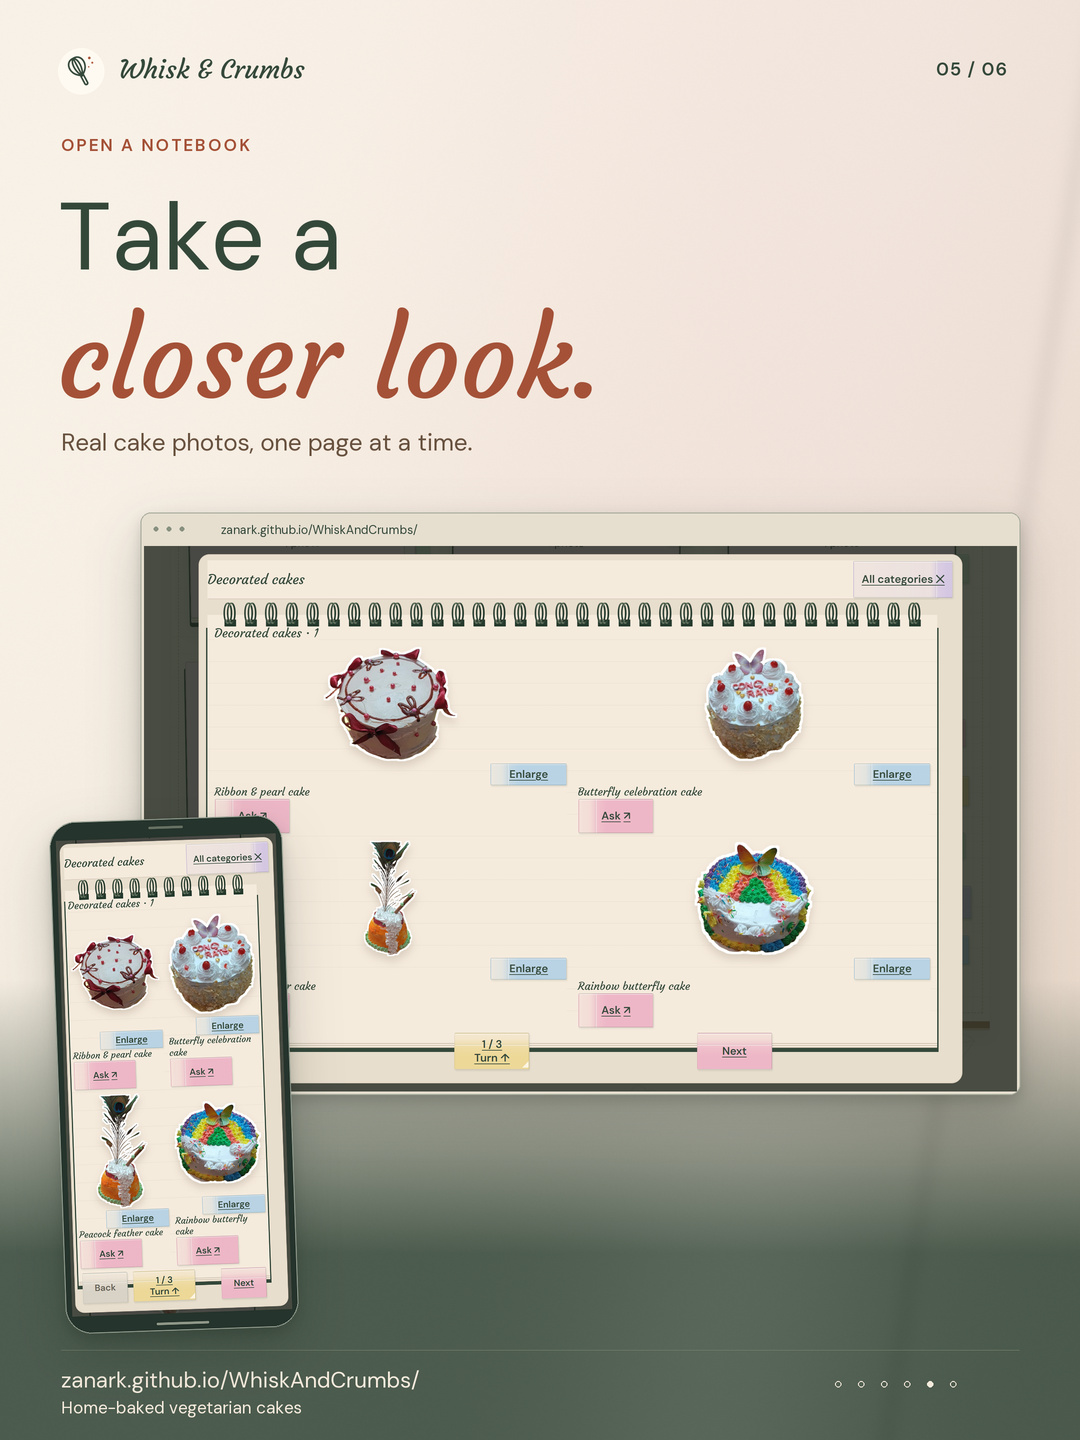 Whisk & Crumbs
05 / 06
OPEN A NOTEBOOK
Take a
closer look.
Real cake photos, one page at a time.
zanark.github.io/WhiskAndCrumbs/
Decorated cakes
All categories ×
Decorated cakes · 1
CONGRATS
Enlarge
Enlarge
Ribbon & pearl cake
Butterfly celebration cake
Ask ↗
Ask ↗
Enlarge
Enlarge
cake
Rainbow butterfly cake
Ask ↗
1 / 3
Turn ↑
Next
Decorated cakes
All categories ×
Decorated cakes · 1
Enlarge
Enlarge
Ribbon & pearl cake
Butterfly celebration
cake
Ask ↗
Ask ↗
Enlarge
Enlarge
Peacock feather cake
Rainbow butterfly
cake
Ask ↗
Ask ↗
Back
1 / 3
Turn ↑
Next
zanark.github.io/WhiskAndCrumbs/
Home-baked vegetarian cakes